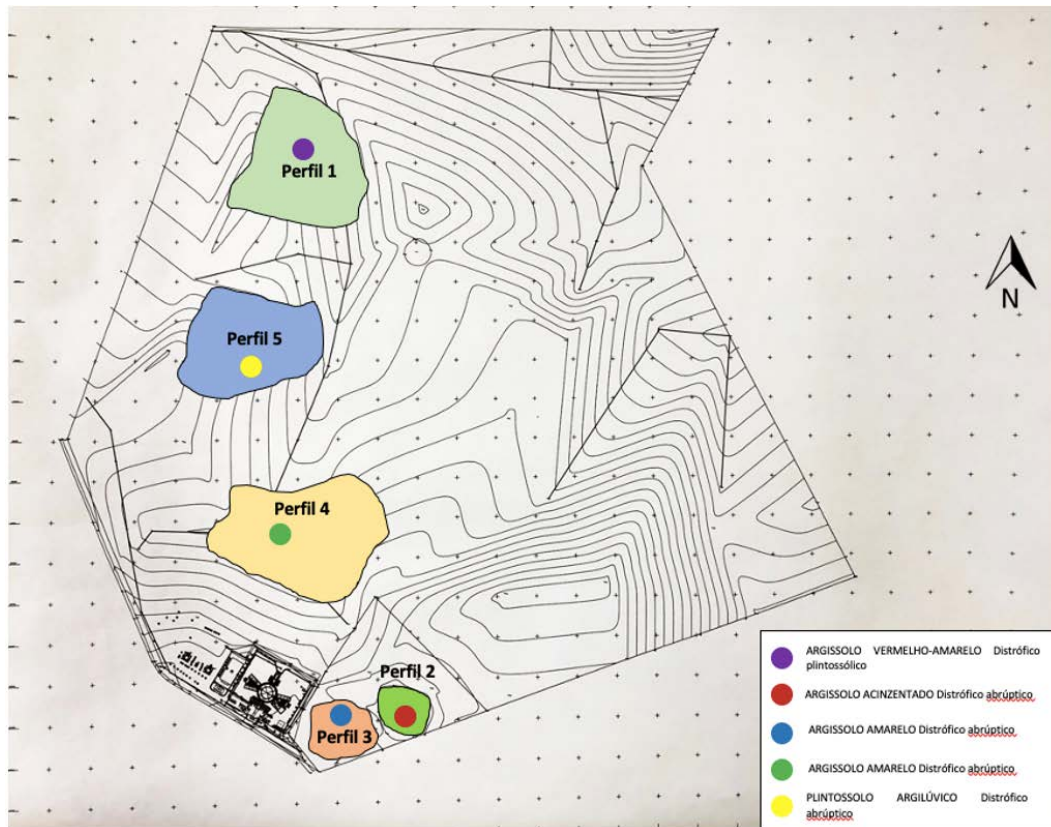 Perfil 1
Perfil 5
N
Perfil 4
Perfil 2
Perfil 3
ARGISSOLO VERMELHO-AMARELO Distrófico
plintossólico
ARGISSOLO ACINZENTADO Distrófico abrúptico
ARGISSOLO AMARELO Distrófico abrúptico
ARGISSOLO AMARELO Distrófico abrúptico
PLINTOSSOLO ARGILÚVICO Distrófico
abrúptico